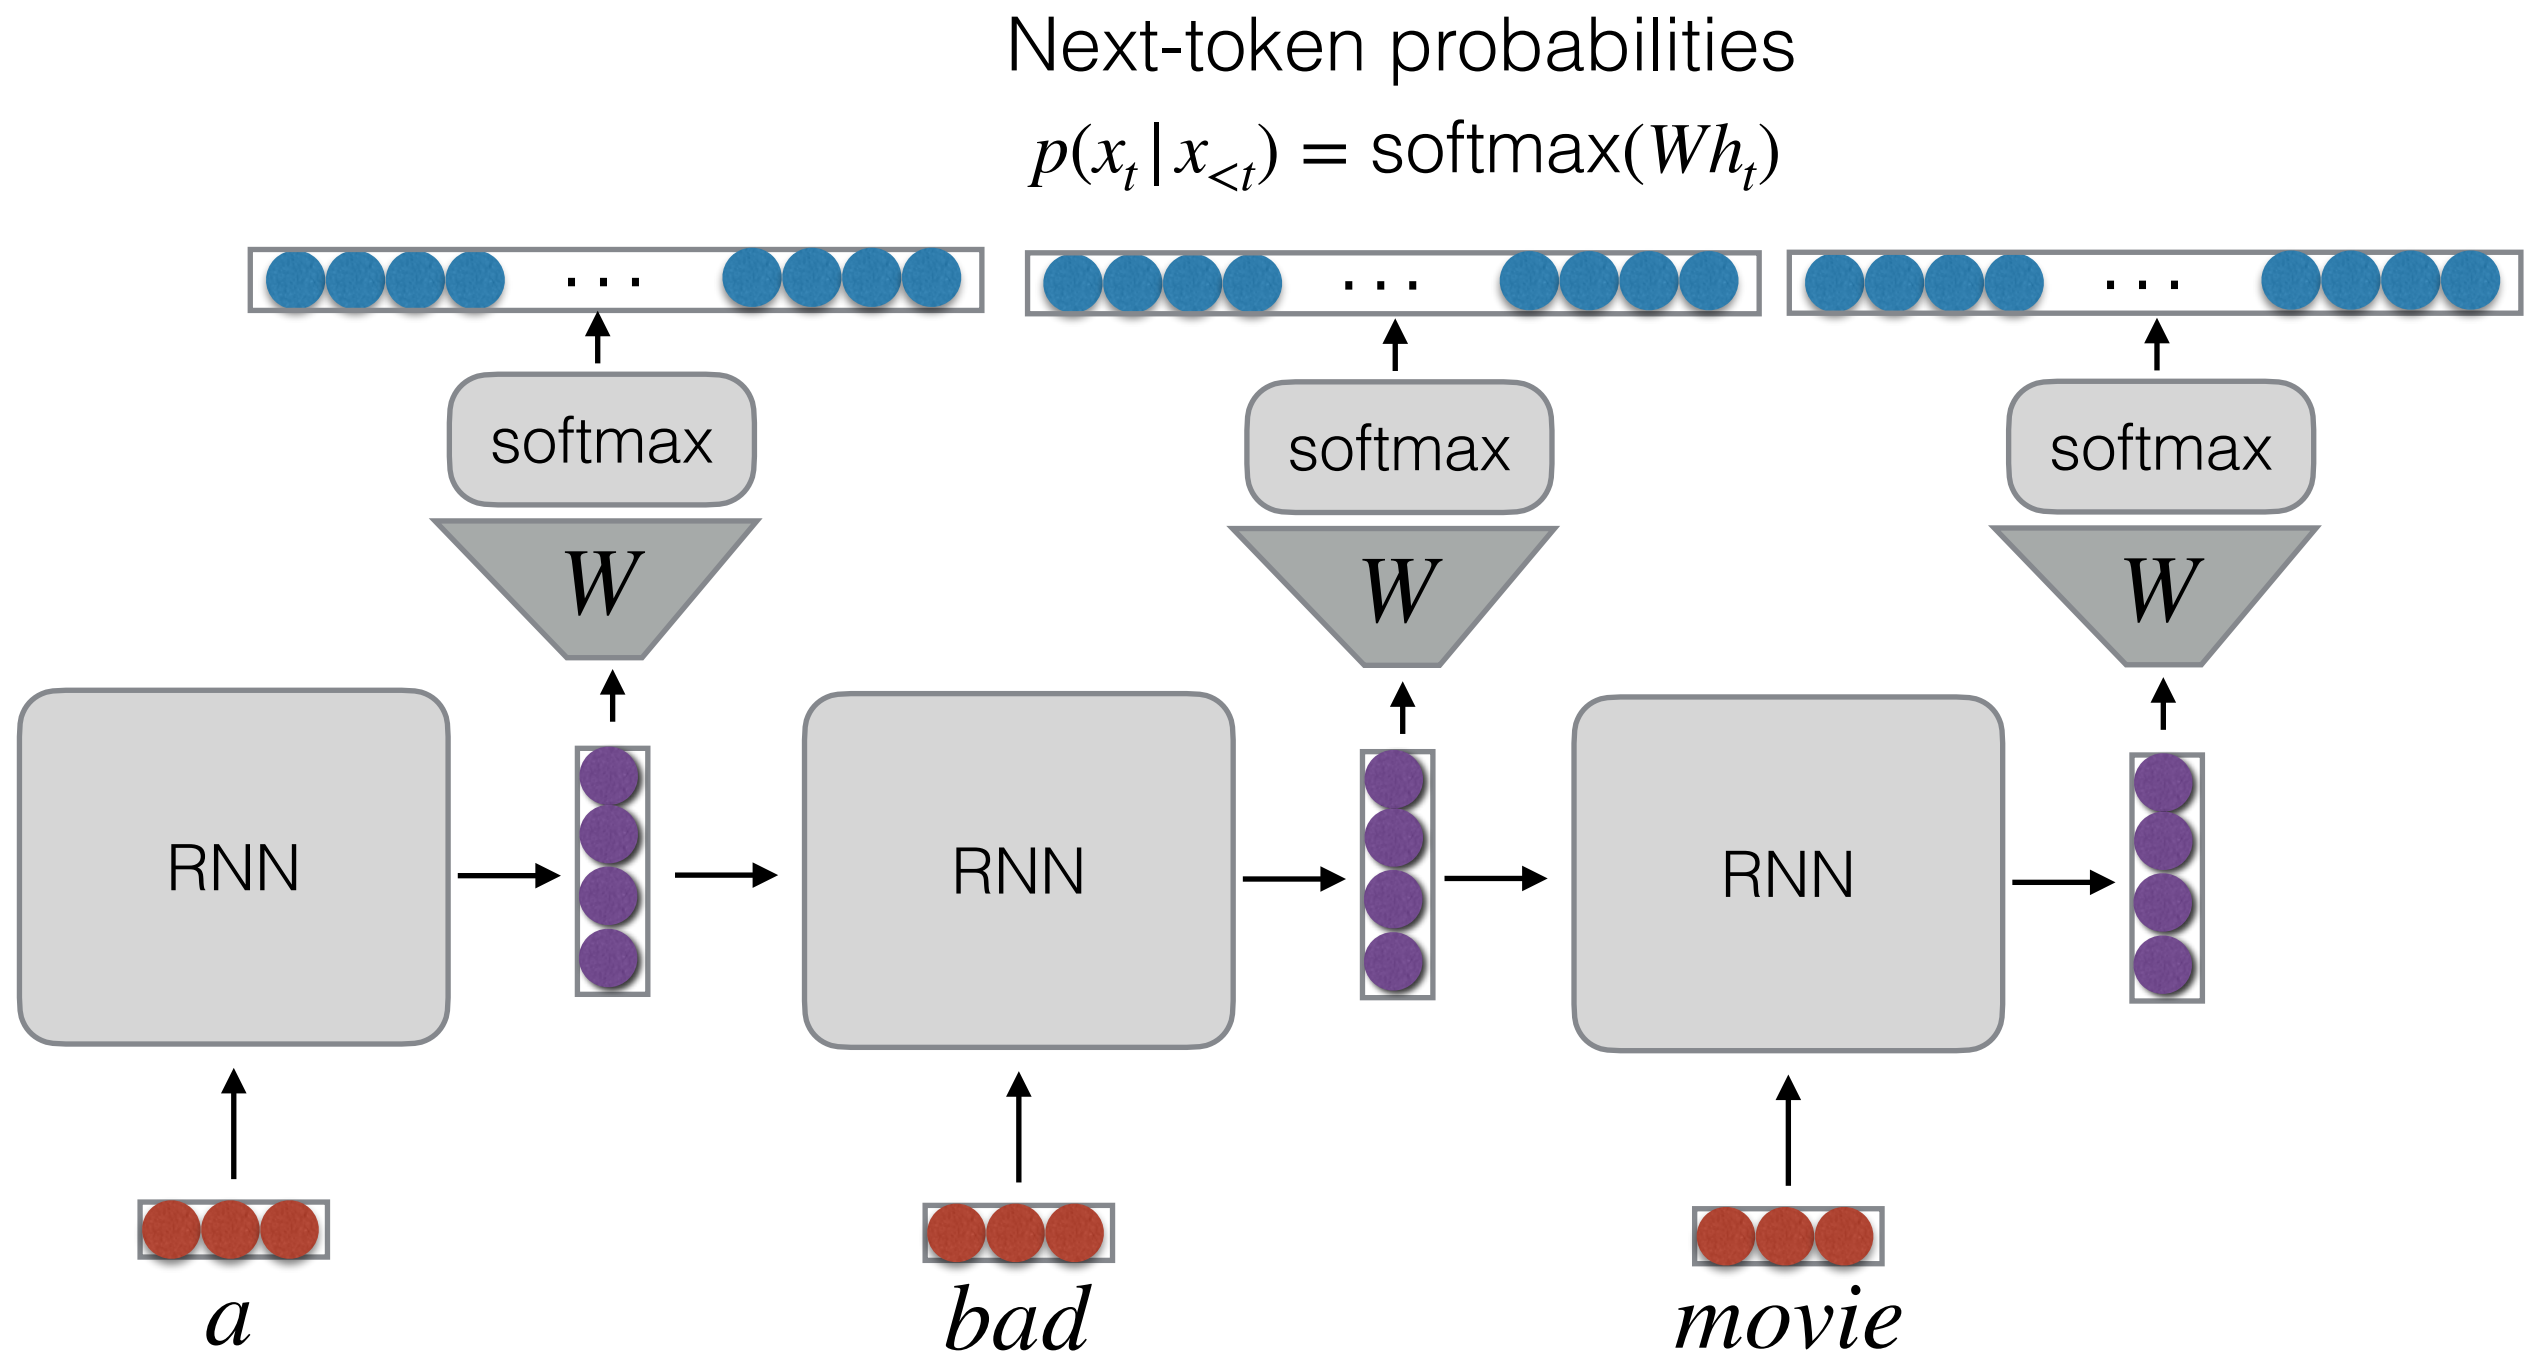 Next-token probabilities
p(x_t | x_{<t}) = softmax(Wh_t)
... ... ...
softmax softmax softmax
W W W
RNN RNN RNN
a bad movie